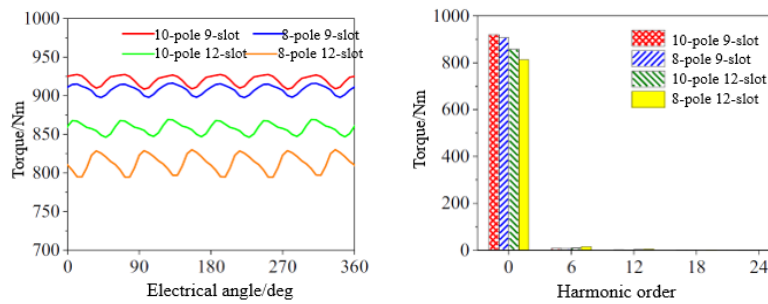 10-pole 9-slot 8-pole 9-slot
10-pole 12-slot 8-pole 12-slot
1000
950
900
850
800
750
700
Torque/Nm
0 90 180 270 360
Electrical angle/deg
10-pole 9-slot
8-pole 9-slot
10-pole 12-slot
8-pole 12-slot
1000
800
600
400
200
0
Torque/Nm
0 6 12 18 24
Harmonic order